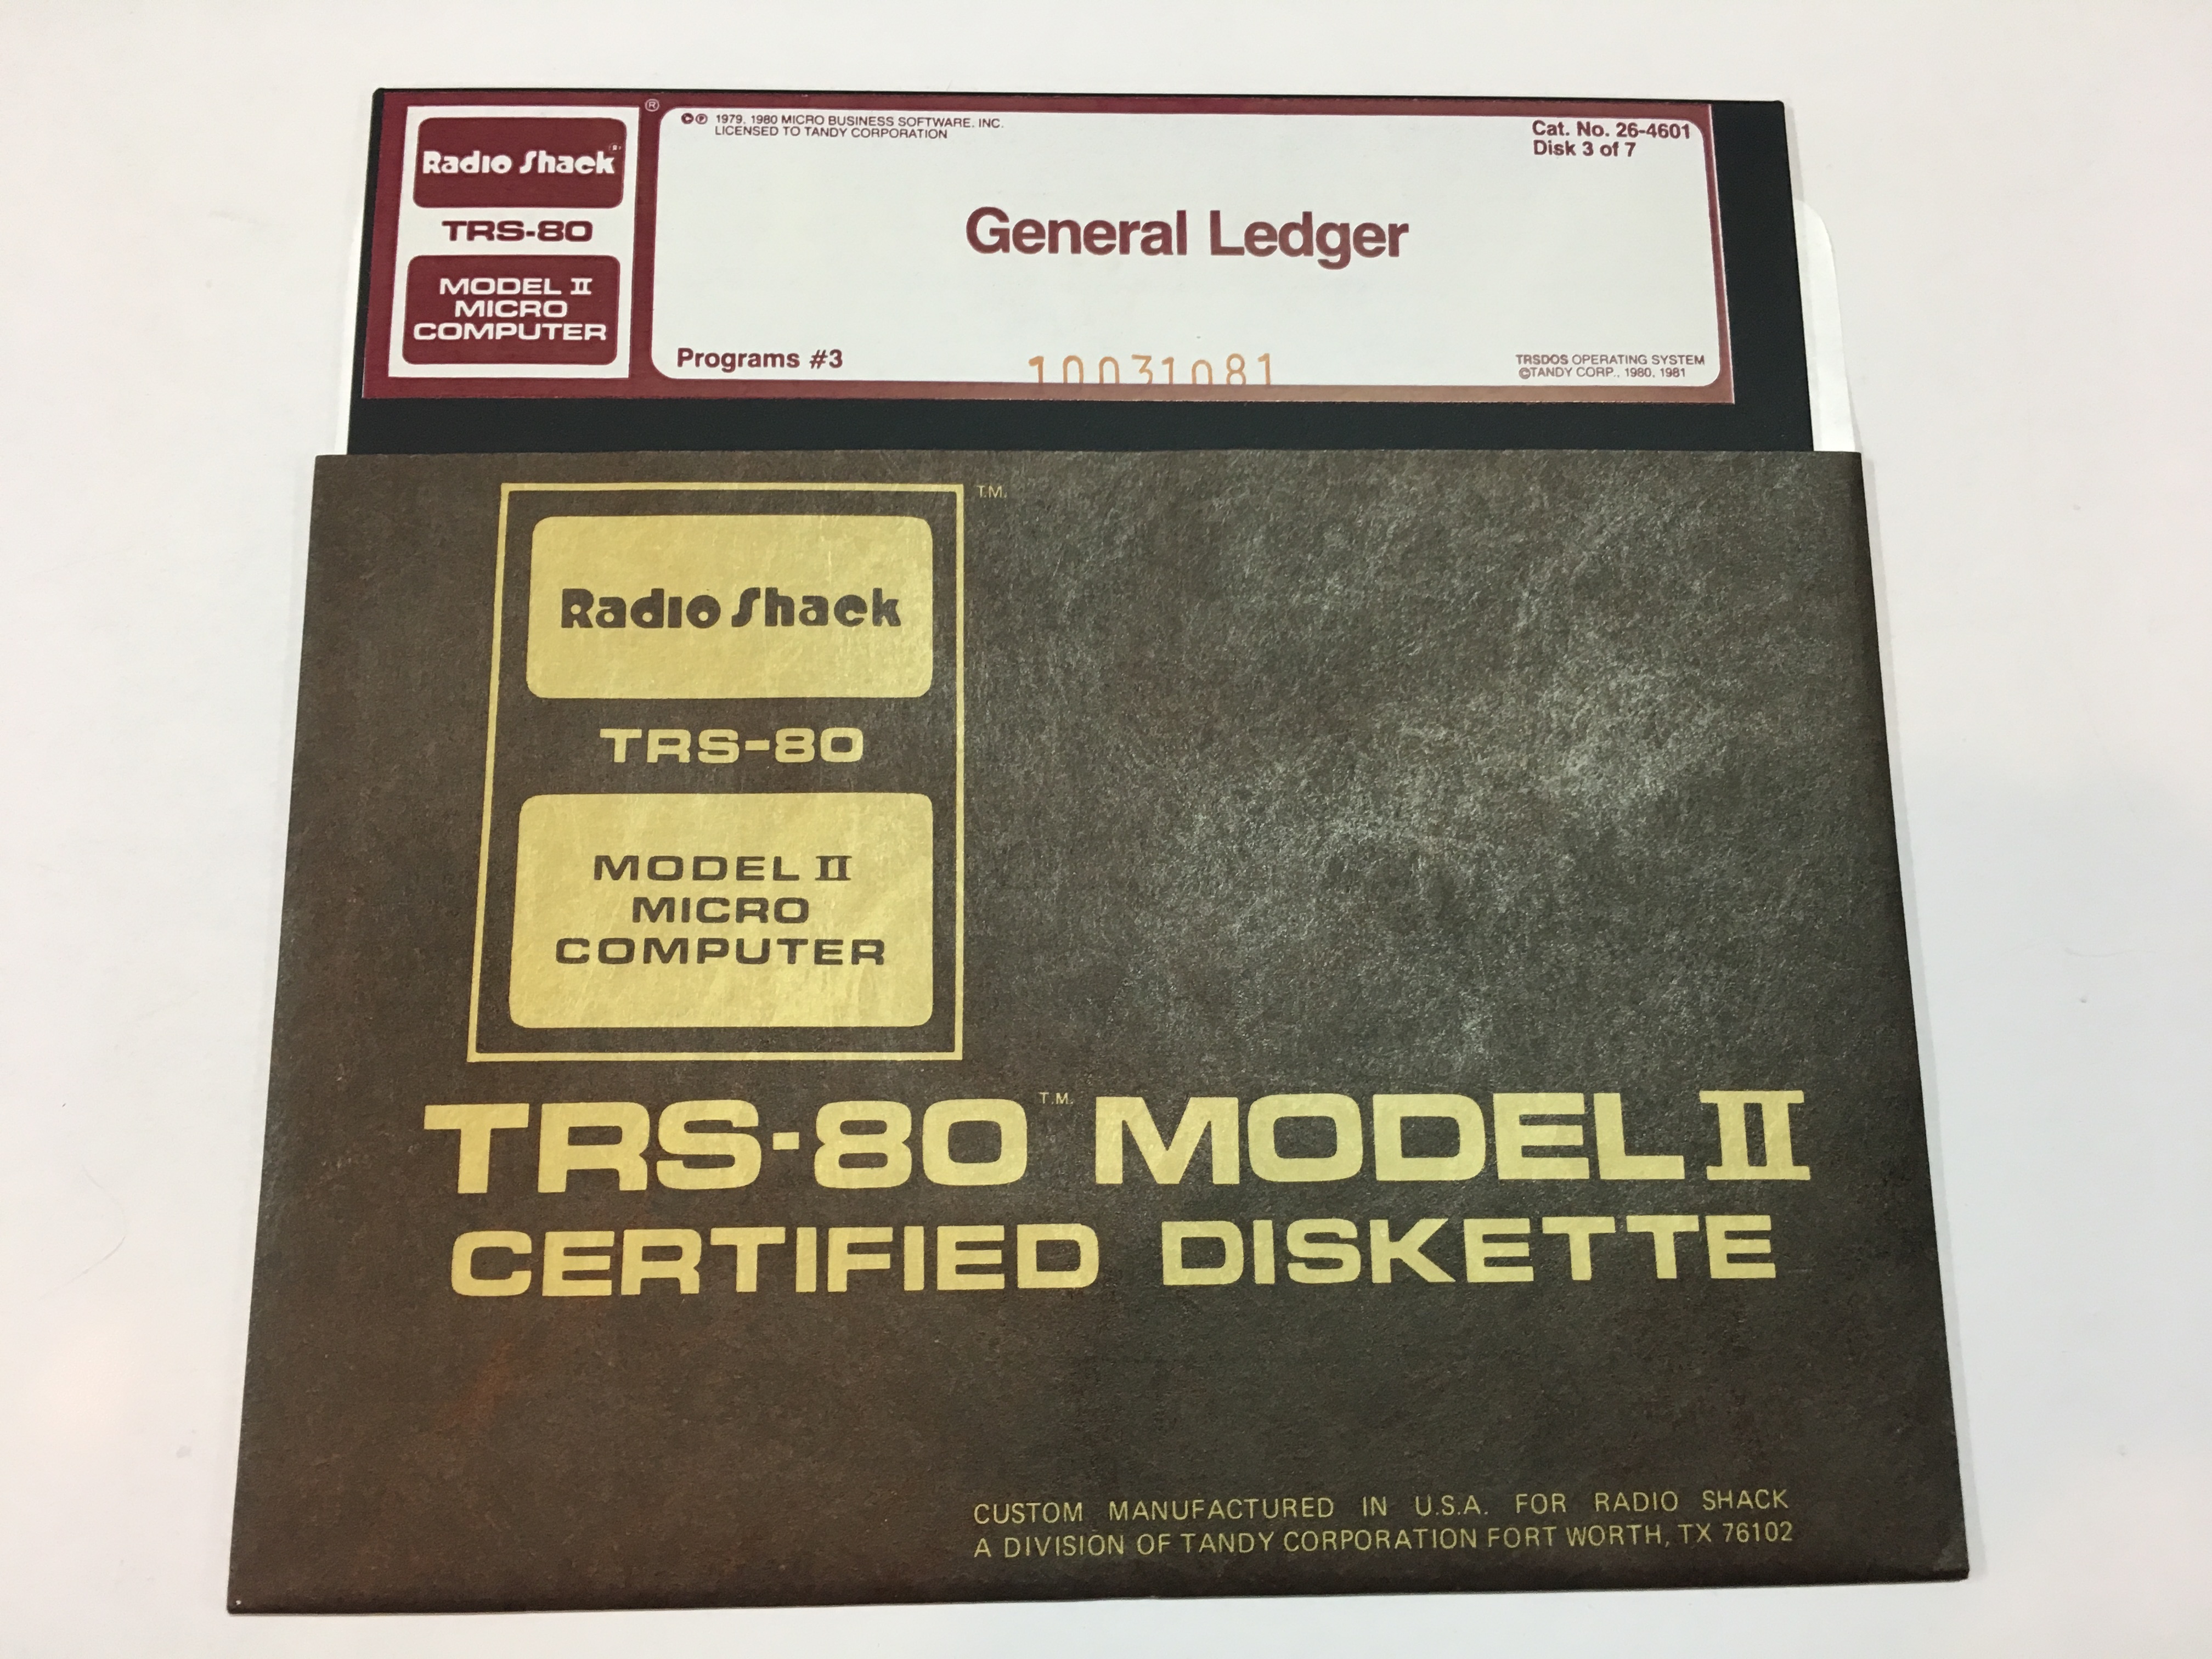 Radio Shack®
TRS-80
MODEL II
MICRO
COMPUTER
®
©℗ 1979, 1980 MICRO BUSINESS SOFTWARE, INC.
LICENSED TO TANDY CORPORATION
Cat. No. 26-4601
Disk 3 of 7
General Ledger
Programs #3
10031081
TRSDOS OPERATING SYSTEM
©TANDY CORP., 1980, 1981
T.M.
Radio Shack
TRS-80
MODEL II
MICRO
COMPUTER
TRS-80 T.M. MODEL II
CERTIFIED DISKETTE
CUSTOM MANUFACTURED IN U.S.A. FOR RADIO SHACK
A DIVISION OF TANDY CORPORATION FORT WORTH, TX 76102